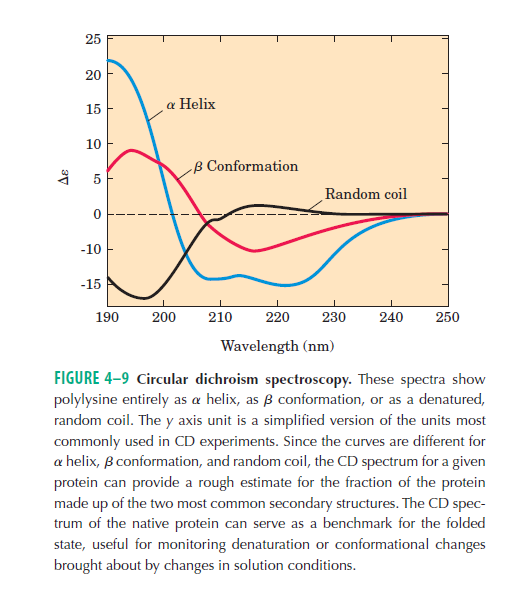 25
20
15
10
5
0
-10
-15
Δε
α Helix
β Conformation
Random coil
190 200 210 220 230 240 250
Wavelength (nm)
FIGURE 4–9 Circular dichroism spectroscopy. These spectra show
polylysine entirely as α helix, as β conformation, or as a denatured,
random coil. The y axis unit is a simplified version of the units most
commonly used in CD experiments. Since the curves are different for
α helix, β conformation, and random coil, the CD spectrum for a given
protein can provide a rough estimate for the fraction of the protein
made up of the two most common secondary structures. The CD spec-
trum of the native protein can serve as a benchmark for the folded
state, useful for monitoring denaturation or conformational changes
brought about by changes in solution conditions.